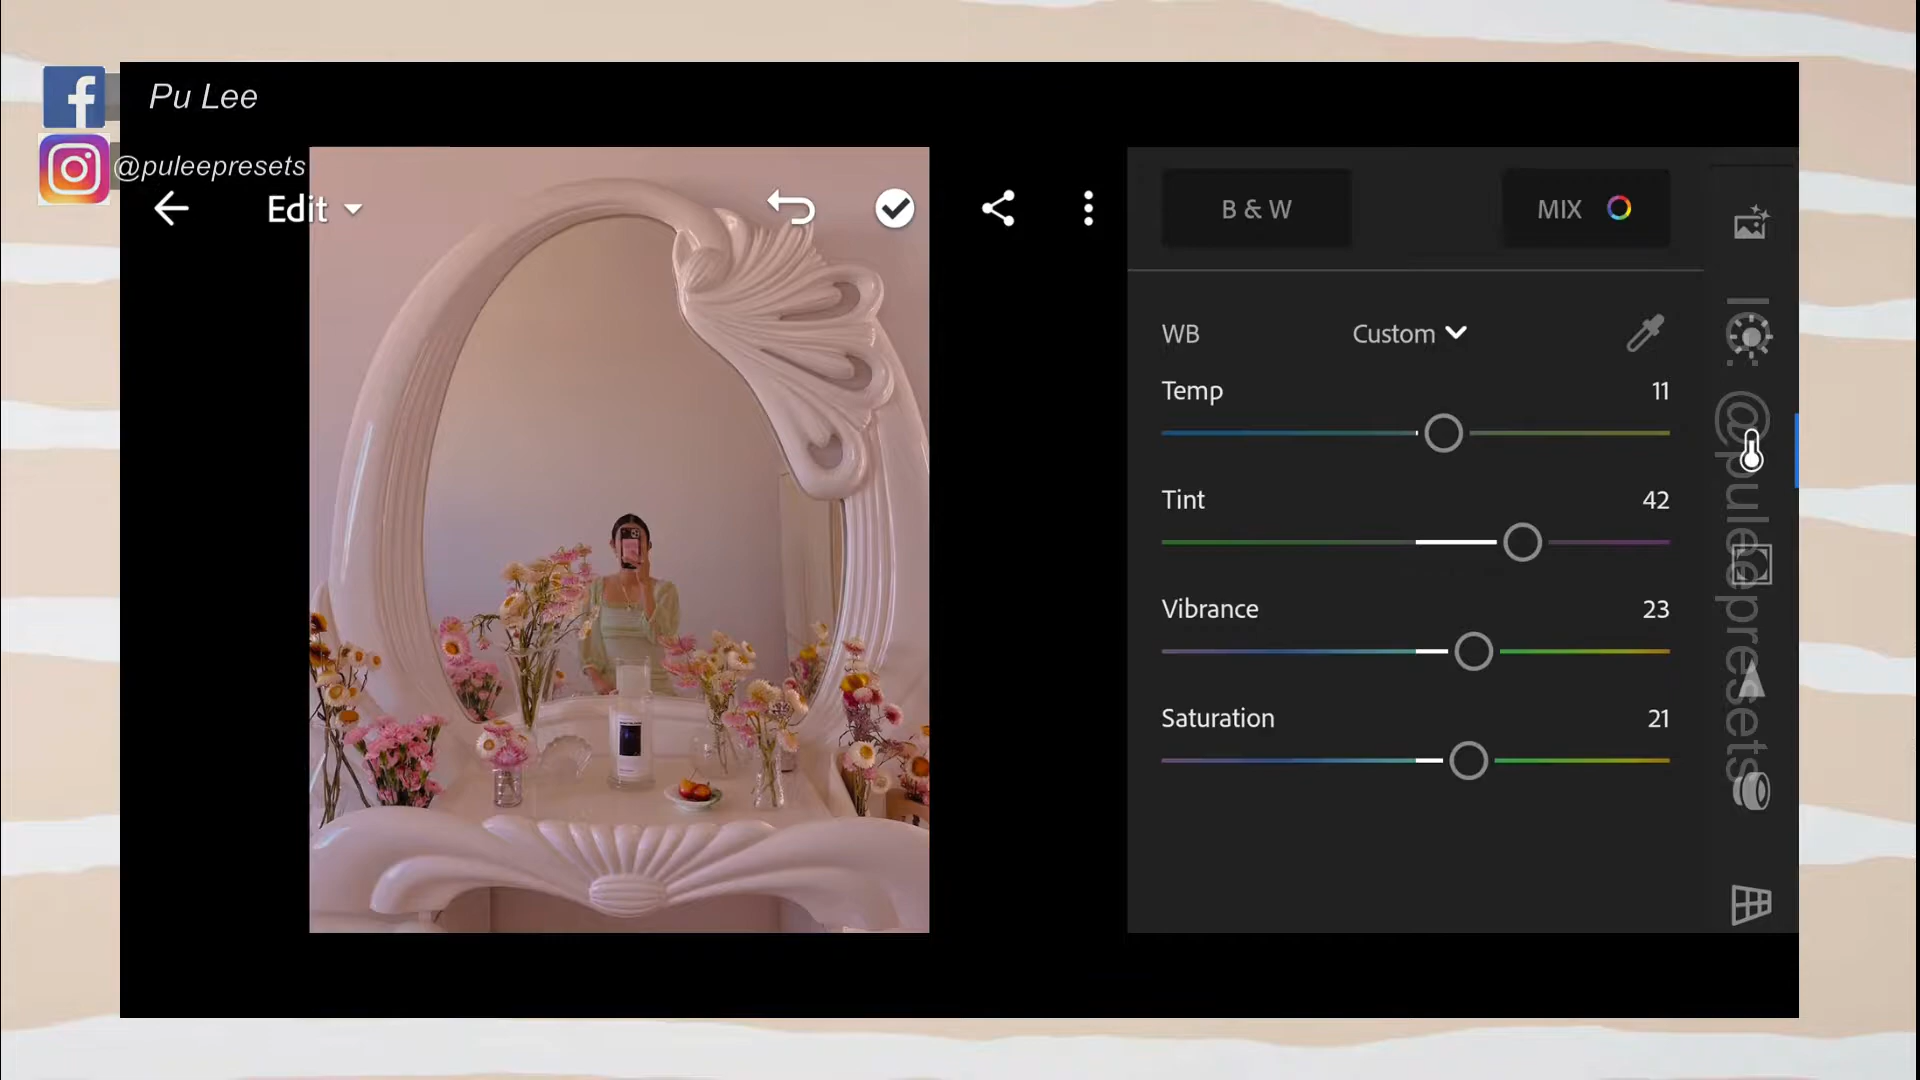 Pu Lee
@puleepresets
Edit
B & W
MIX
WB
Custom
Temp
11
Tint
42
Vibrance
23
Saturation
21
: @puleepresets